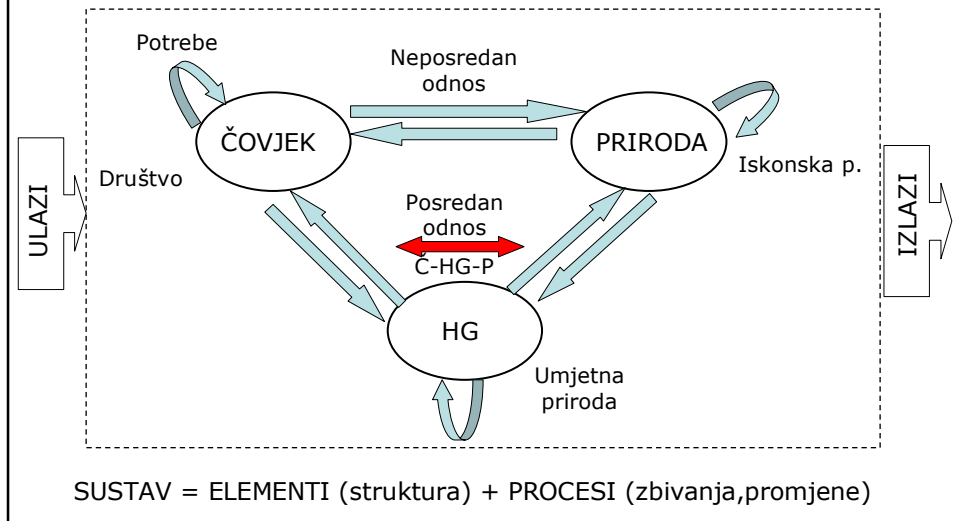 Potrebe
Neposredan
odnos
ČOVJEK
PRIRODA
ULAZI
Društvo
Iskonska p.
IZLAZI
Posredan
odnos
Č-HG-P
HG
Umjetna
priroda
SUSTAV = ELEMENTI (struktura) + PROCESI (zbivanja,promjene)